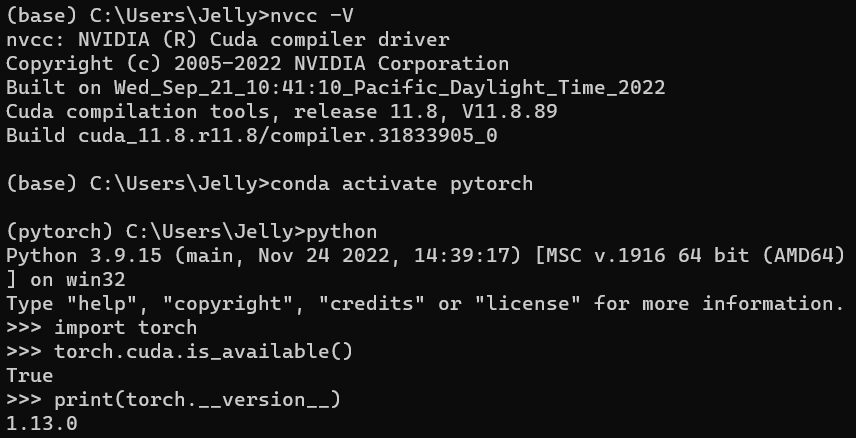 (base) C:\Users\Jelly>nvcc -V
nvcc: NVIDIA (R) Cuda compiler driver
Copyright (c) 2005-2022 NVIDIA Corporation
Built on Wed_Sep_21_10:41:10_Pacific_Daylight_Time_2022
Cuda compilation tools, release 11.8, V11.8.89
Build cuda_11.8.r11.8/compiler.31833905_0
(base) C:\Users\Jelly>conda activate pytorch
(pytorch) C:\Users\Jelly>python
Python 3.9.15 (main, Nov 24 2022, 14:39:17) [MSC v.1916 64 bit (AMD64)
] on win32
Type "help", "copyright", "credits" or "license" for more information.
>>> import torch
>>> torch.cuda.is_available()
True
>>> print(torch.__version__)
1.13.0